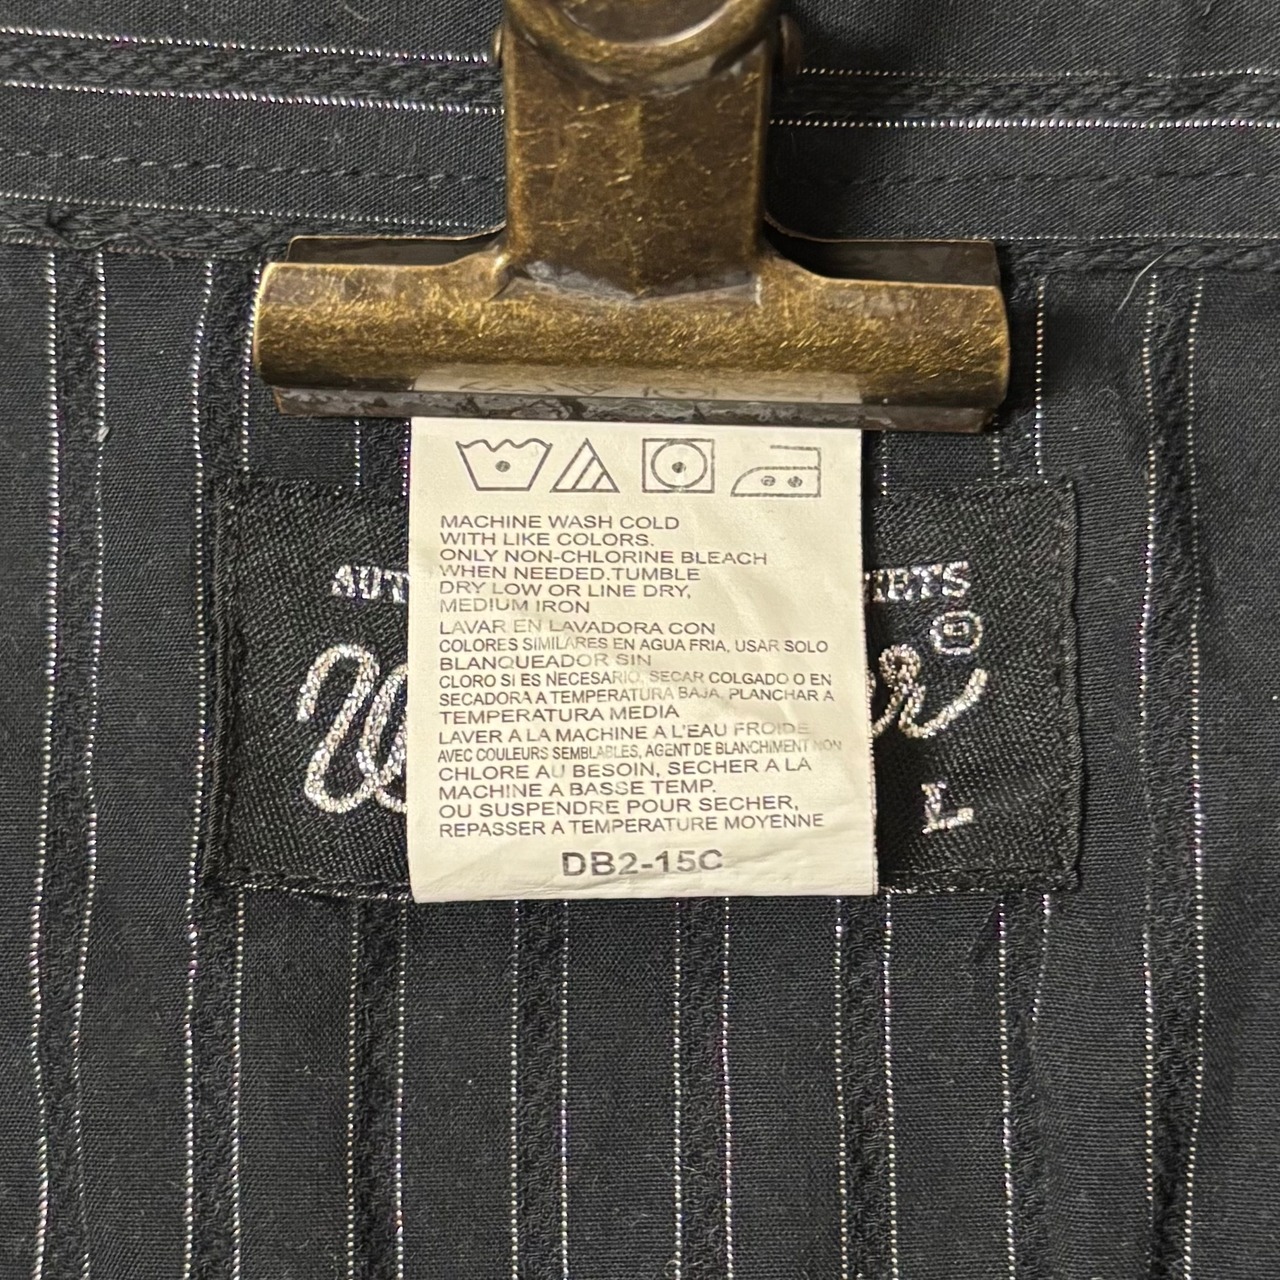 MACHINE WASH COLD
WITH LIKE COLORS.
ONLY NON-CHLORINE BLEACH
WHEN NEEDED.TUMBLE
DRY LOW OR LINE DRY,
MEDIUM IRON
LAVAR EN LAVADORA CON
COLORES SIMILARES EN AGUA FRIA, USAR SOLO
BLANQUEADOR SIN
CLORO SI ES NECESARIO, SECAR COLGADO O EN
SECADORA A TEMPERATURA BAJA, PLANCHAR A
TEMPERATURA MEDIA
LAVER A LA MACHINE A L'EAU FROIDE
AVEC COULEURS SEMBLABLES, AGENT DE BLANCHIMENT NON
CHLORE AU BESOIN, SECHER A LA
MACHINE A BASSE TEMP.
OU SUSPENDRE POUR SECHER,
REPASSER A TEMPERATURE MOYENNE
DB2-15C
L